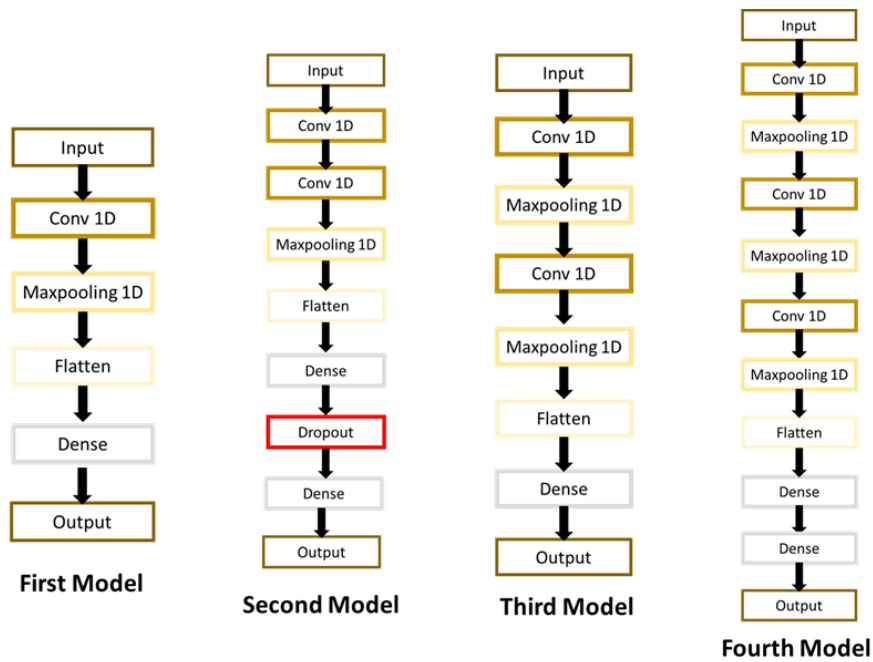 Input
Conv 1D
Maxpooling 1D
Flatten
Dense
Output
First Model
Input
Conv 1D
Conv 1D
Maxpooling 1D
Flatten
Dense
Dropout
Dense
Output
Second Model
Input
Conv 1D
Maxpooling 1D
Conv 1D
Maxpooling 1D
Flatten
Dense
Output
Third Model
Input
Conv 1D
Maxpooling 1D
Conv 1D
Maxpooling 1D
Conv 1D
Maxpooling 1D
Flatten
Dense
Dense
Output
Fourth Model